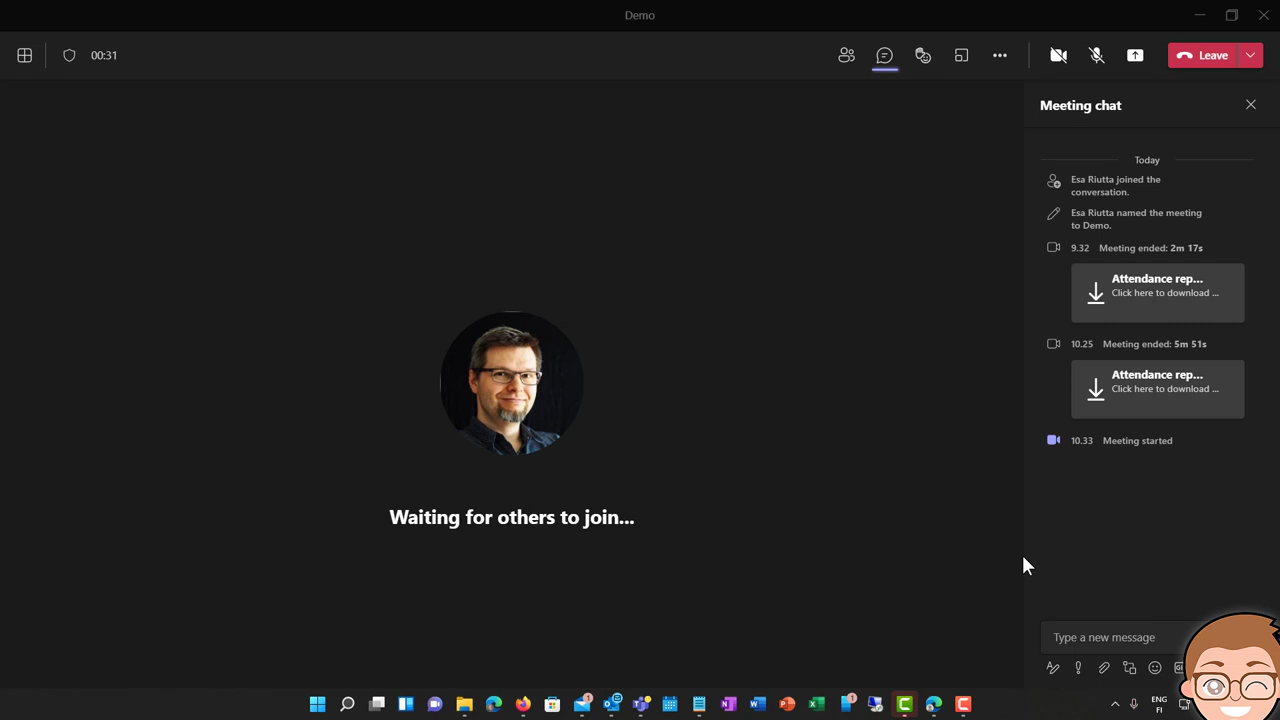 Demo
00:31
Leave
Meeting chat
Today
Esa Riutta joined the
conversation.
Esa Riutta named the meeting
to Demo.
9.32 Meeting ended: 2m 17s
Attendance rep...
Click here to download ...
10.25 Meeting ended: 5m 51s
Attendance rep...
Click here to download ...
10.33 Meeting started
Waiting for others to join...
Type a new message
ENG
FI